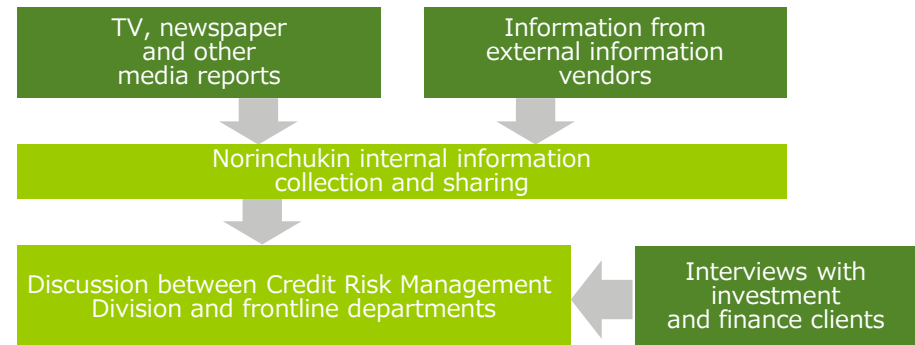 TV, newspaper
and other
media reports
Information from
external information
vendors
Norinchukin internal information
collection and sharing
Discussion between Credit Risk Management
Division and frontline departments
Interviews with
investment
and finance clients